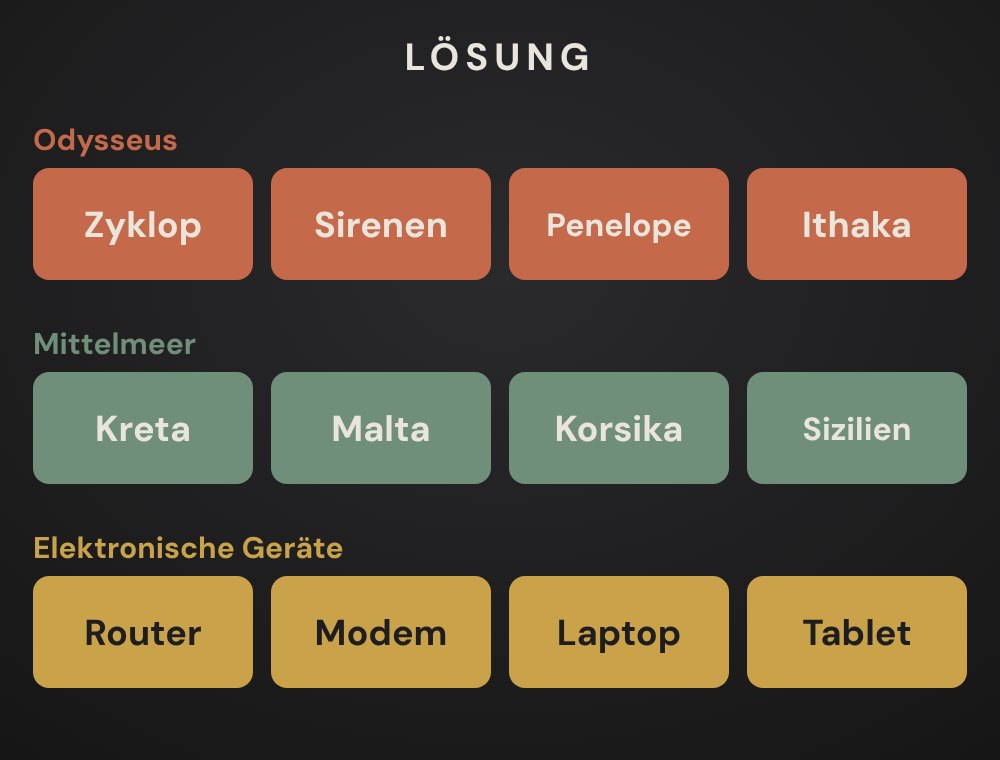 LÖSUNG
Odysseus
Zyklop Sirenen Penelope Ithaka
Mittelmeer
Kreta Malta Korsika Sizilien
Elektronische Geräte
Router Modem Laptop Tablet